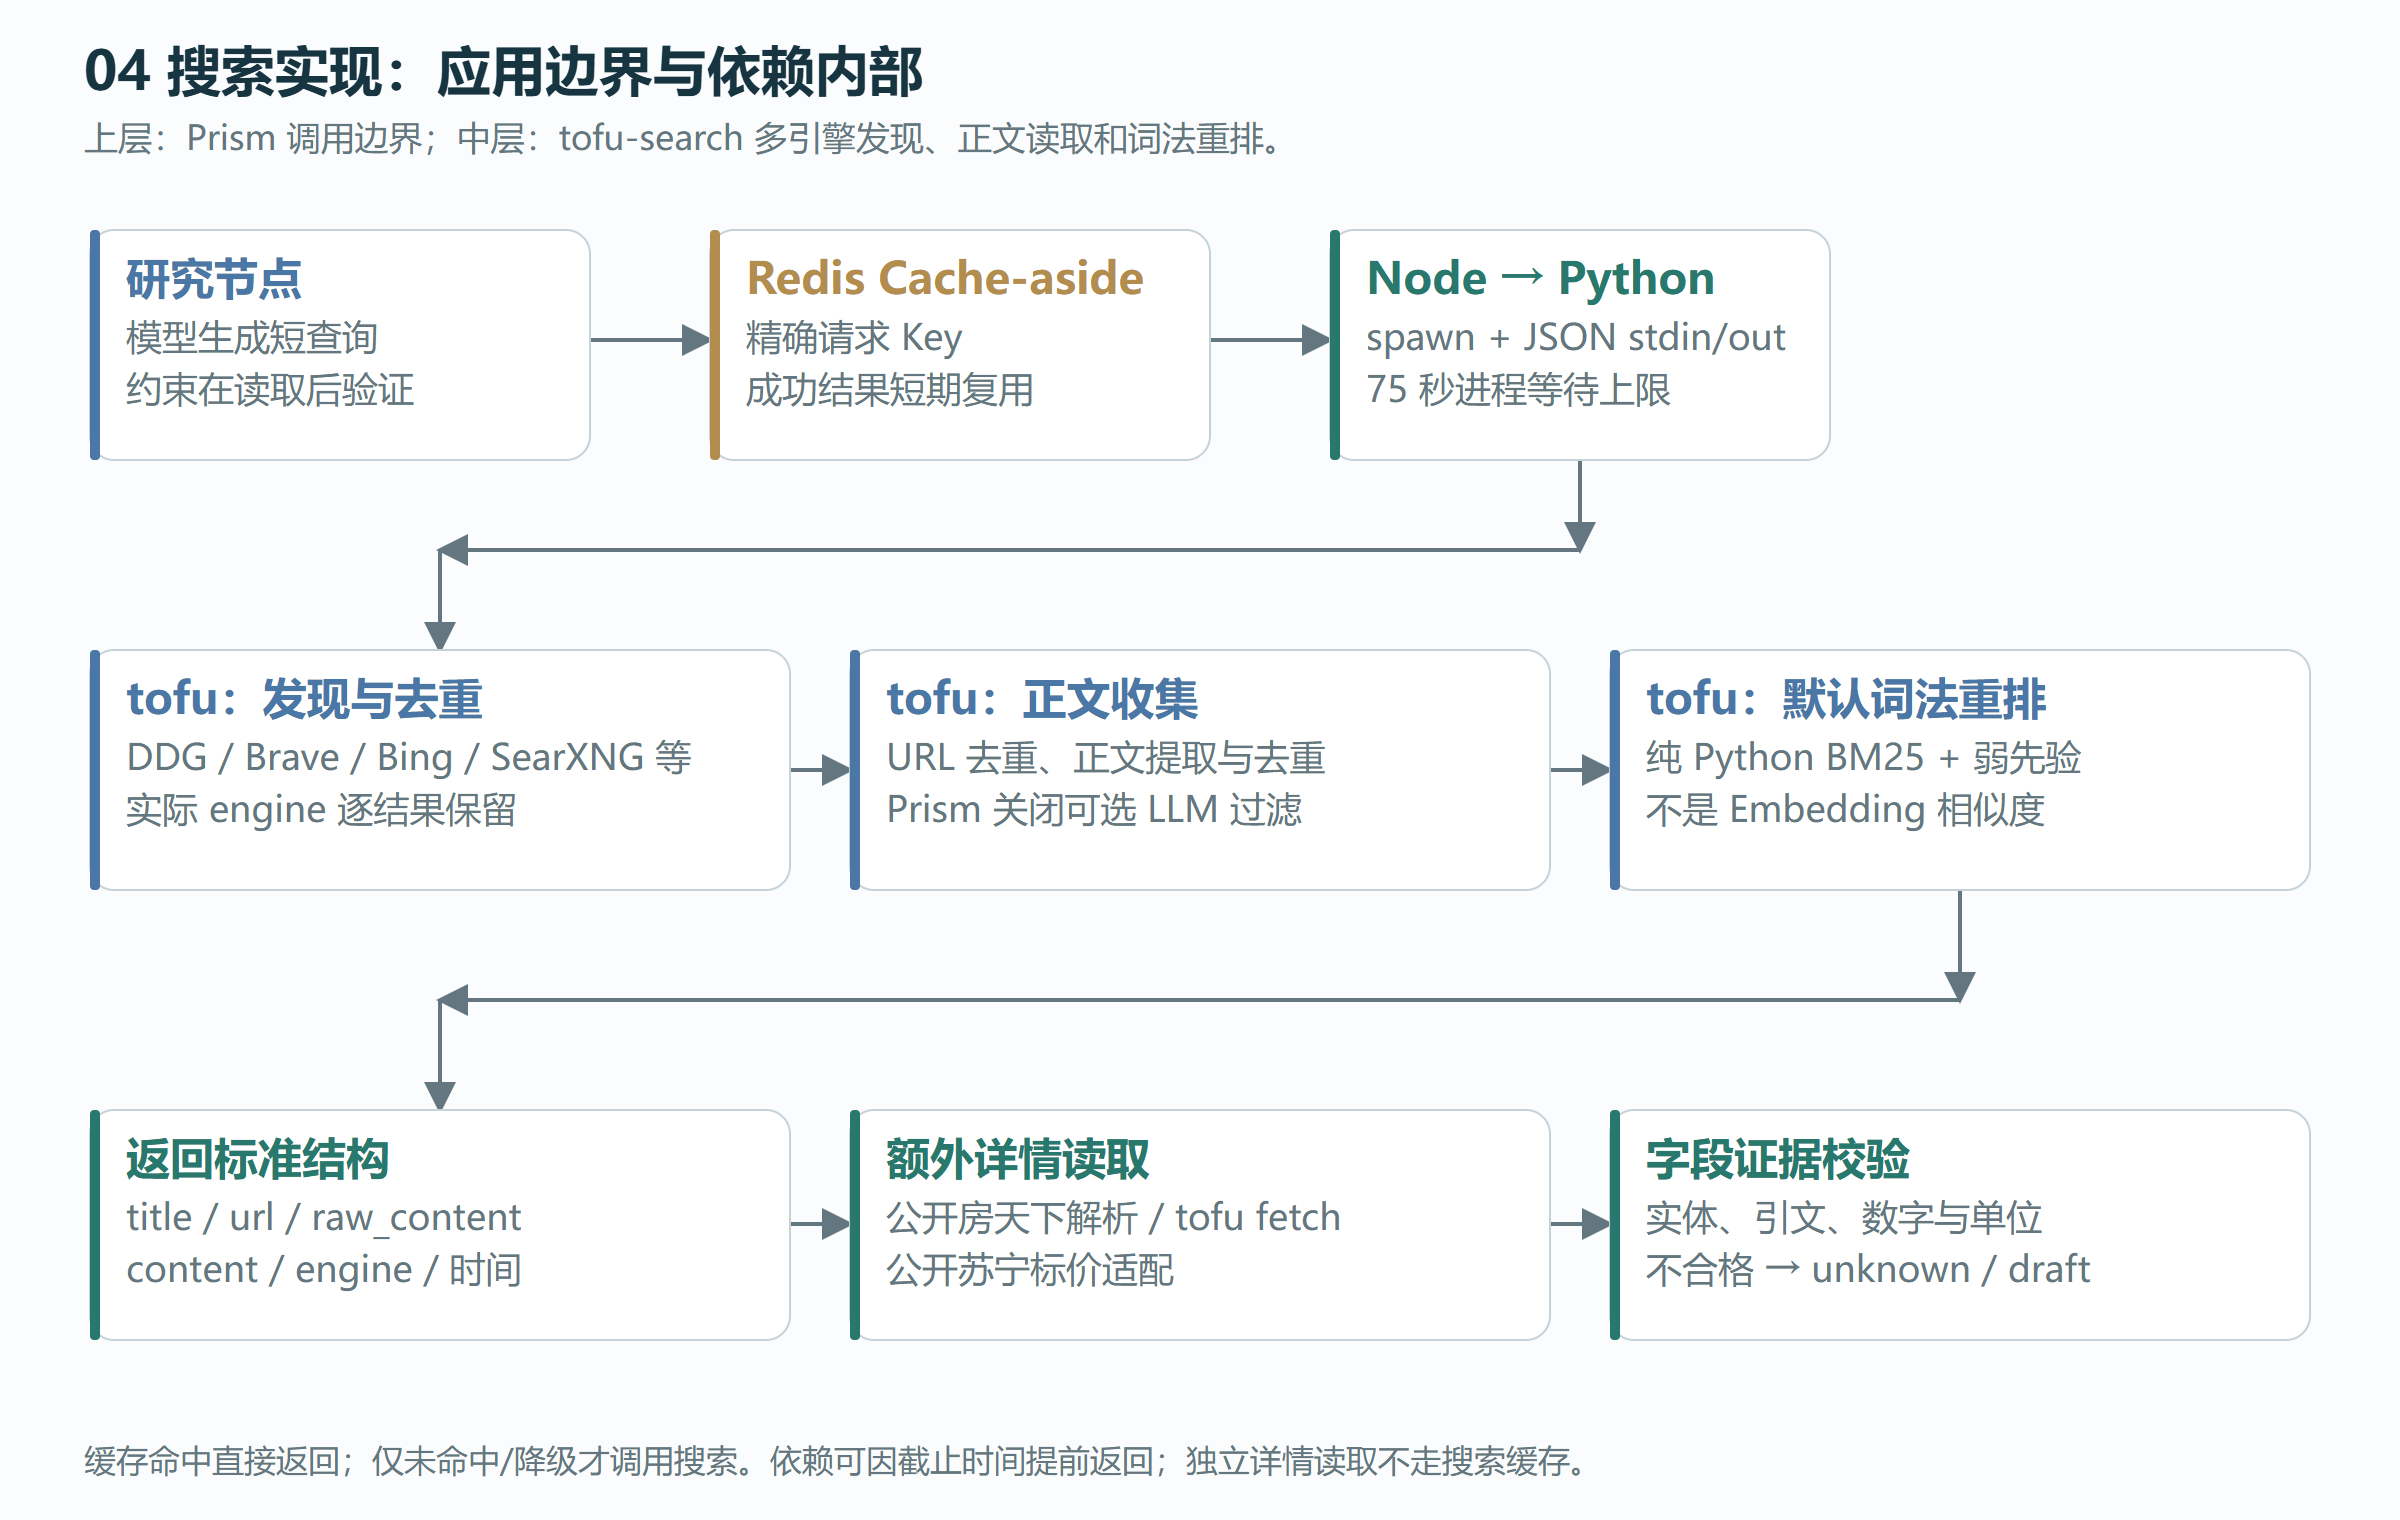 04 搜索实现：应用边界与依赖内部
上层：Prism 调用边界；中层：tofu-search 多引擎发现、正文读取和词法重排。
研究节点
模型生成短查询
约束在读取后验证
Redis Cache-aside
精确请求 Key
成功结果短期复用
Node → Python
spawn + JSON stdin/out
75 秒进程等待上限
tofu：发现与去重
DDG / Brave / Bing / SearXNG 等
实际 engine 逐结果保留
tofu：正文收集
URL 去重、正文提取与去重
Prism 关闭可选 LLM 过滤
tofu：默认词法重排
纯 Python BM25 + 弱先验
不是 Embedding 相似度
返回标准结构
title / url / raw_content
content / engine / 时间
额外详情读取
公开房天下解析 / tofu fetch
公开苏宁标价适配
字段证据校验
实体、引文、数字与单位
不合格 → unknown / draft
缓存命中直接返回；仅未命中/降级才调用搜索。依赖可因截止时间提前返回；独立详情读取不走搜索缓存。